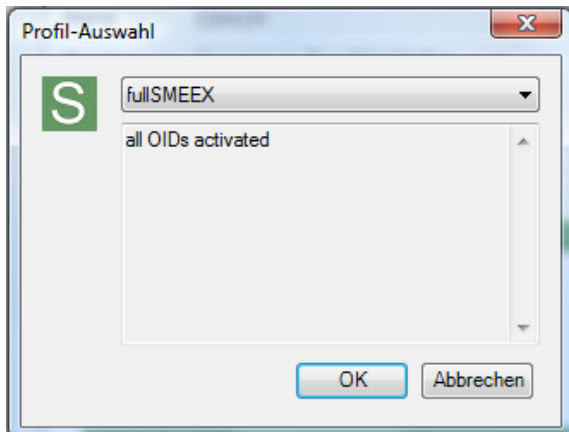 Profil-Auswahl
S
fullSMEEX
all OIDs activated
OK
Abbrechen